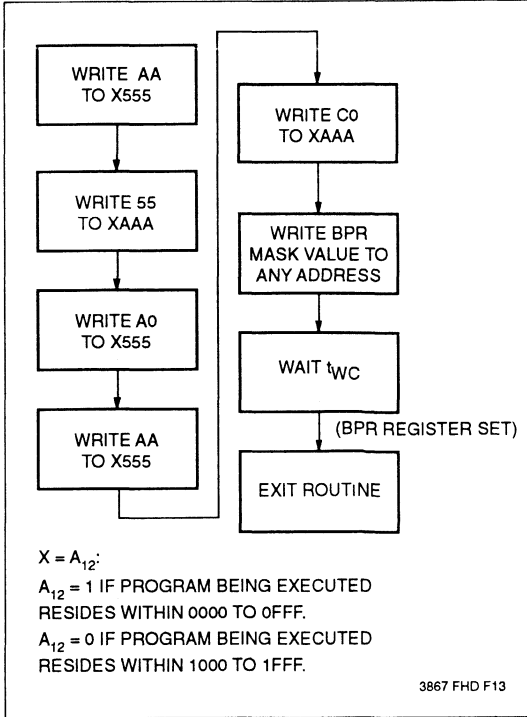 WRITE AA
TO X555
WRITE 55
TO XAAA
WRITE A0
TO X555
WRITE AA
TO X555
WRITE C0
TO XAAA
WRITE BPR
MASK VALUE TO
ANY ADDRESS
WAIT tWC
(BPR REGISTER SET)
EXIT ROUTINE
X = A12:
A12 = 1 IF PROGRAM BEING EXECUTED
RESIDES WITHIN 0000 TO 0FFF.
A12 = 0 IF PROGRAM BEING EXECUTED
RESIDES WITHIN 1000 TO 1FFF.
3867 FHD F13